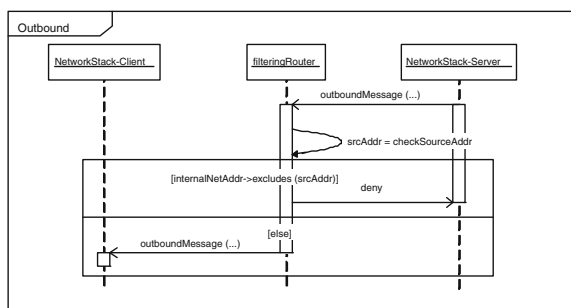 Outbound
NetworkStack-Client
filteringRouter
NetworkStack-Server
outboundMessage (...)
srcAddr = checkSourceAddr
[internalNetAddr->excludes (srcAddr)]
deny
[else]
outboundMessage (...)